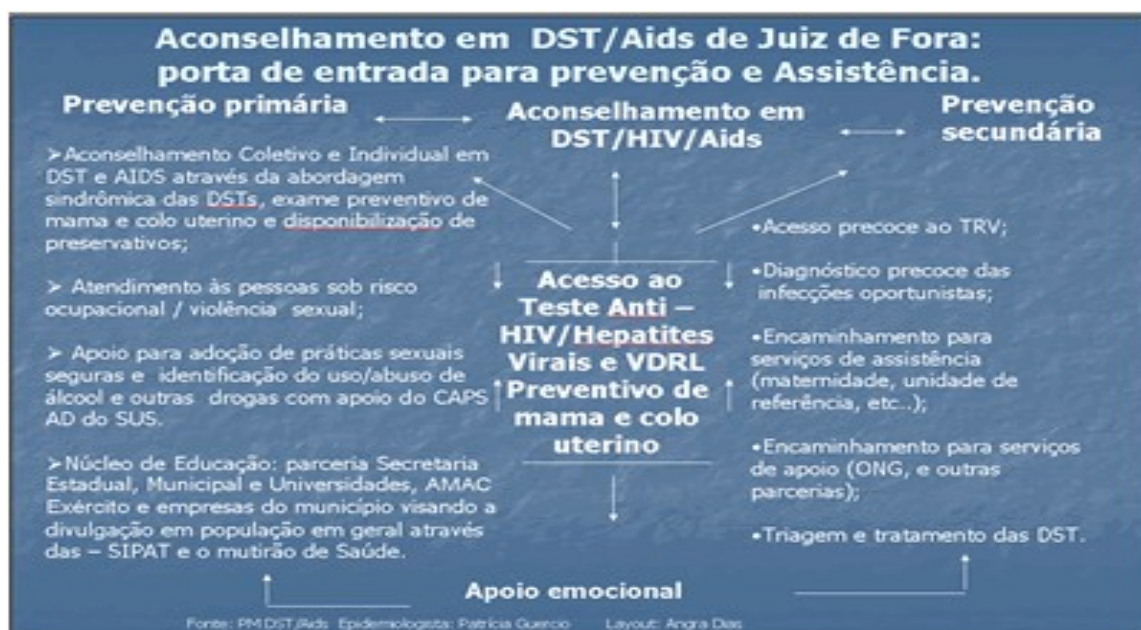 Aconselhamento em DST/Aids de Juiz de Fora:
porta de entrada para prevenção e Assistência.
Prevenção primária
Aconselhamento em
DST/HIV/Aids
Prevenção
secundária
➢Aconselhamento Coletivo e Individual em
DST e AIDS através da abordagem
sindrômica das DSTs, exame preventivo de
mama e colo uterino e disponibilização de
preservativos;
➢ Atendimento às pessoas sob risco
ocupacional / violência sexual;
➢ Apoio para adoção de práticas sexuais
seguras e identificação do uso/abuso de
álcool e outras drogas com apoio do CAPS
AD do SUS.
➢Núcleo de Educação: parceria Secretaria
Estadual, Municipal e Universidades, AMAC
Exército e empresas do município visando a
divulgação em população em geral através
das – SIPAT e o mutirão de Saúde.
Acesso ao
Teste Anti –
HIV/Hepatites
Virais e VDRL
Preventivo de
mama e colo
uterino
•Acesso precoce ao TRV;
•Diagnóstico precoce das
infecções oportunistas;
•Encaminhamento para
serviços de assistência
(maternidade, unidade de
referência, etc..);
•Encaminhamento para serviços
de apoio (ONG, e outras
parcerias);
•Triagem e tratamento das DST.
Apoio emocional
Fonte: PM DST/Aids Epidemiologista: Patrícia Guercio Layout: Angra Dias